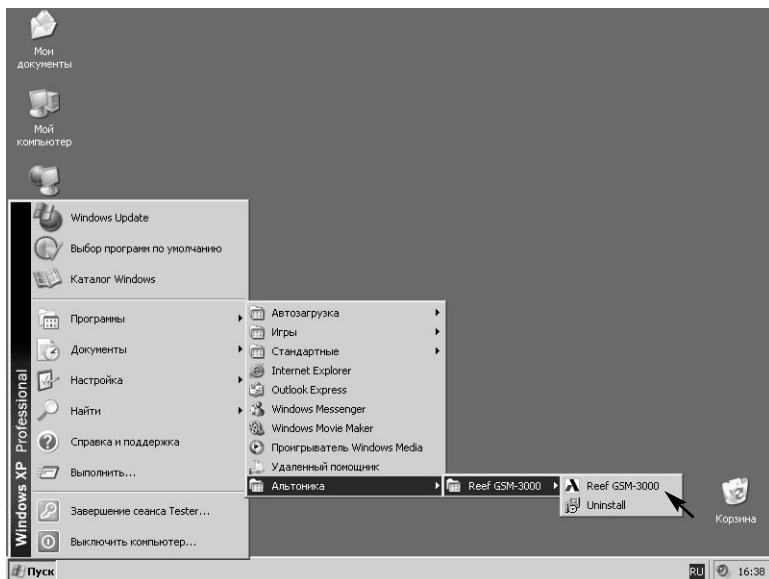 Мои
документы
Мой
компьютер
Windows XP Professional
Windows Update
Выбор программ по умолчанию
Каталог Windows
Программы
Документы
Настройка
Найти
Справка и поддержка
Выполнить...
Завершение сеанса Tester...
Выключить компьютер...
Автозагрузка
Игры
Стандартные
Internet Explorer
Outlook Express
Windows Messenger
Windows Movie Maker
Проигрыватель Windows Media
Удаленный помощник
Альтоника
Reef GSM-3000
Reef GSM-3000
Uninstall
Корзина
Пуск
RU
16:38